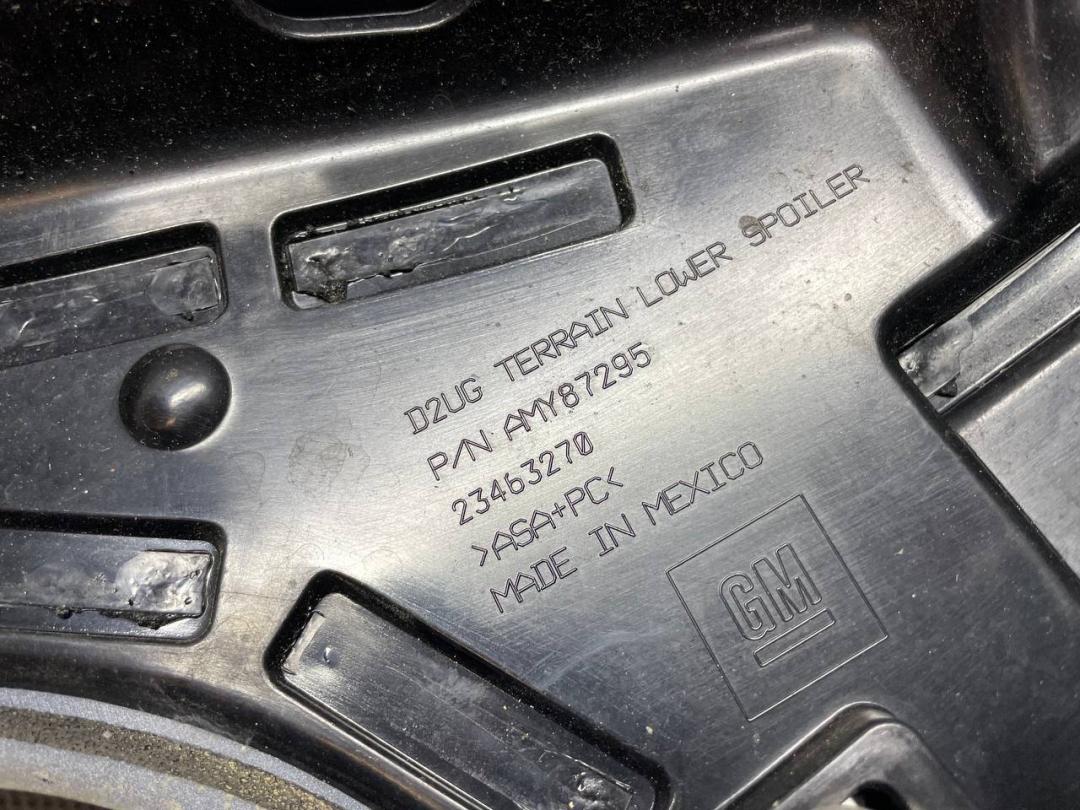 D2UG TERRAIN LOWER SPOILER
P/N AMY87295
23463270
>ASA+PC<
MADE IN MEXICO
GM